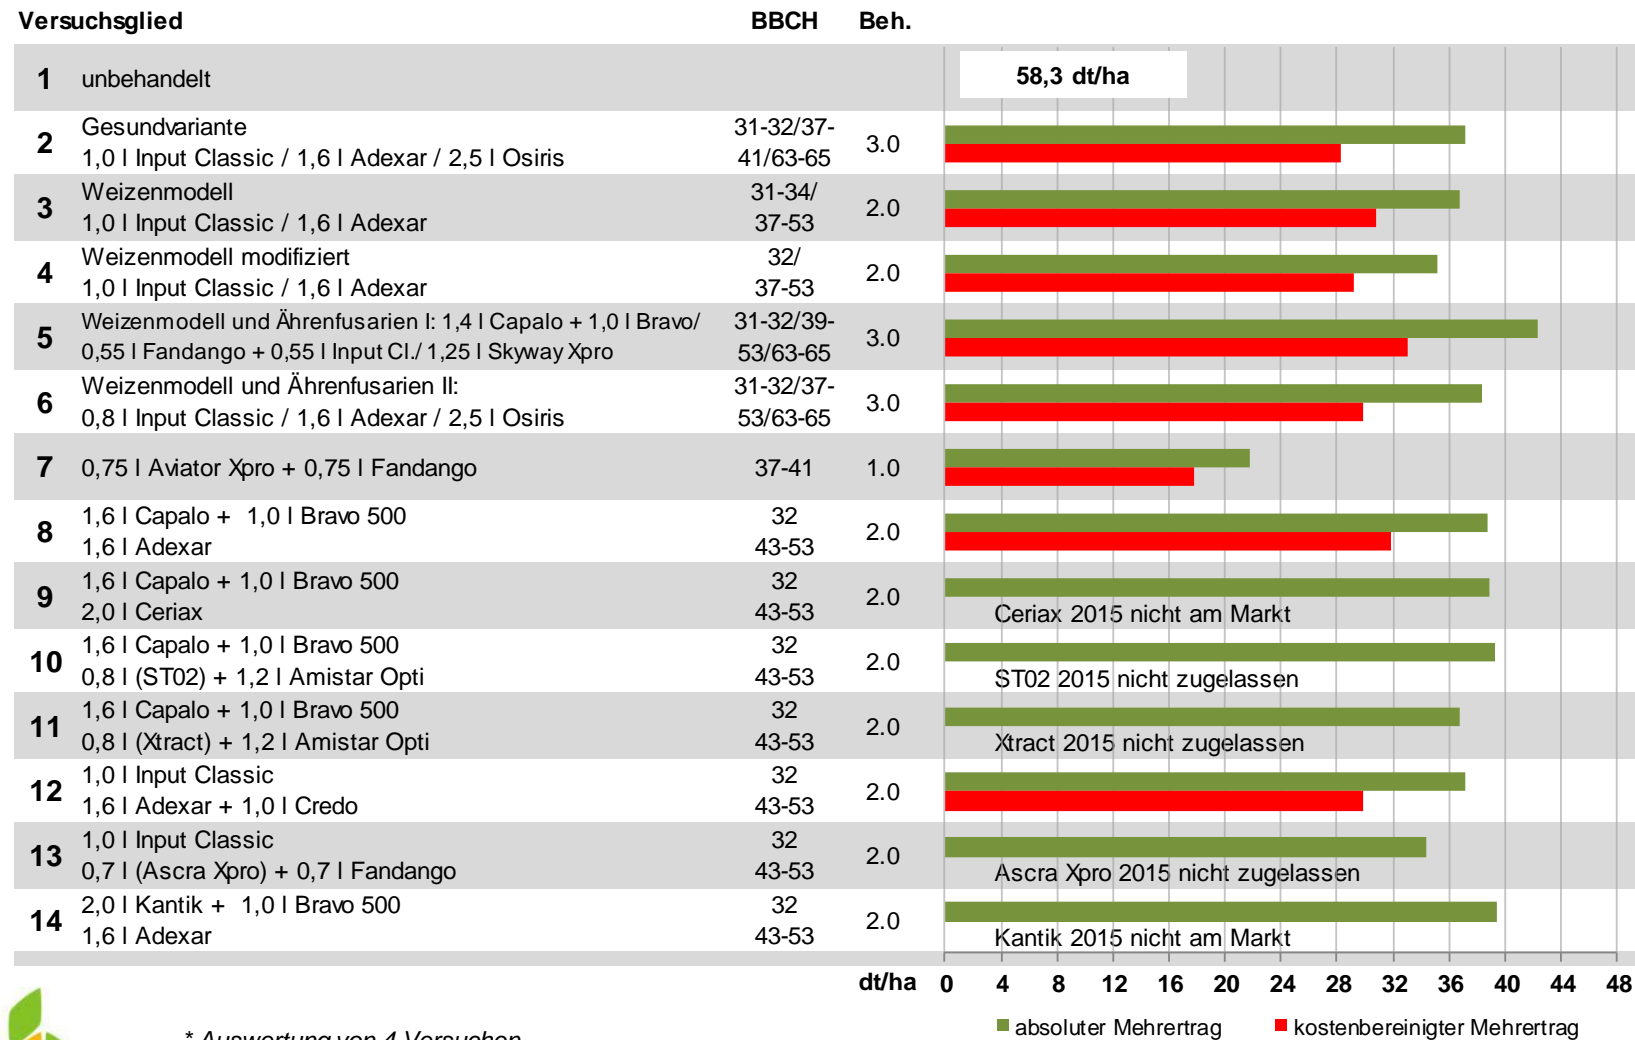 Versuchsglied BBCH Beh.
1 unbehandelt 58,3 dt/ha
Gesundvariante 31-32/37-
2 1,0 l Input Classic / 1,6 l Adexar / 2,5 l Osiris 41/63-65 3.0
Weizenmodell 31-34/
3 1,0 l Input Classic / 1,6 l Adexar 37-53 2.0
Weizenmodell modifiziert 32/
4 1,0 l Input Classic / 1,6 l Adexar 37-53 2.0
Weizenmodell und Ährenfusarien I: 1,4 l Capalo + 1,0 l Bravo/ 31-32/39-
5 0,55 l Fandango + 0,55 l Input Cl./ 1,25 l Skyway Xpro 53/63-65 3.0
Weizenmodell und Ährenfusarien II: 31-32/37-
6 0,8 l Input Classic / 1,6 l Adexar / 2,5 l Osiris 53/63-65 3.0
7 0,75 l Aviator Xpro + 0,75 l Fandango 37-41 1.0
1,6 l Capalo + 1,0 l Bravo 500 32
8 1,6 l Adexar 43-53 2.0
1,6 l Capalo + 1,0 l Bravo 500 32
9 2,0 l Ceriax 43-53 2.0 Ceriax 2015 nicht am Markt
1,6 l Capalo + 1,0 l Bravo 500 32
10 0,8 l (ST02) + 1,2 l Amistar Opti 43-53 2.0 ST02 2015 nicht zugelassen
1,6 l Capalo + 1,0 l Bravo 500 32
11 0,8 l (Xtract) + 1,2 l Amistar Opti 43-53 2.0 Xtract 2015 nicht zugelassen
1,0 l Input Classic 32
12 1,6 l Adexar + 1,0 l Credo 43-53 2.0
1,0 l Input Classic 32
13 0,7 l (Ascra Xpro) + 0,7 l Fandango 43-53 2.0 Ascra Xpro 2015 nicht zugelassen
2,0 l Kantik + 1,0 l Bravo 500 32
14 1,6 l Adexar 43-53 2.0 Kantik 2015 nicht am Markt
dt/ha 0 4 8 12 16 20 24 28 32 36 40 44 48
absoluter Mehrertrag kostenbereinigter Mehrertrag
* Auswertung von 4 Versuchen